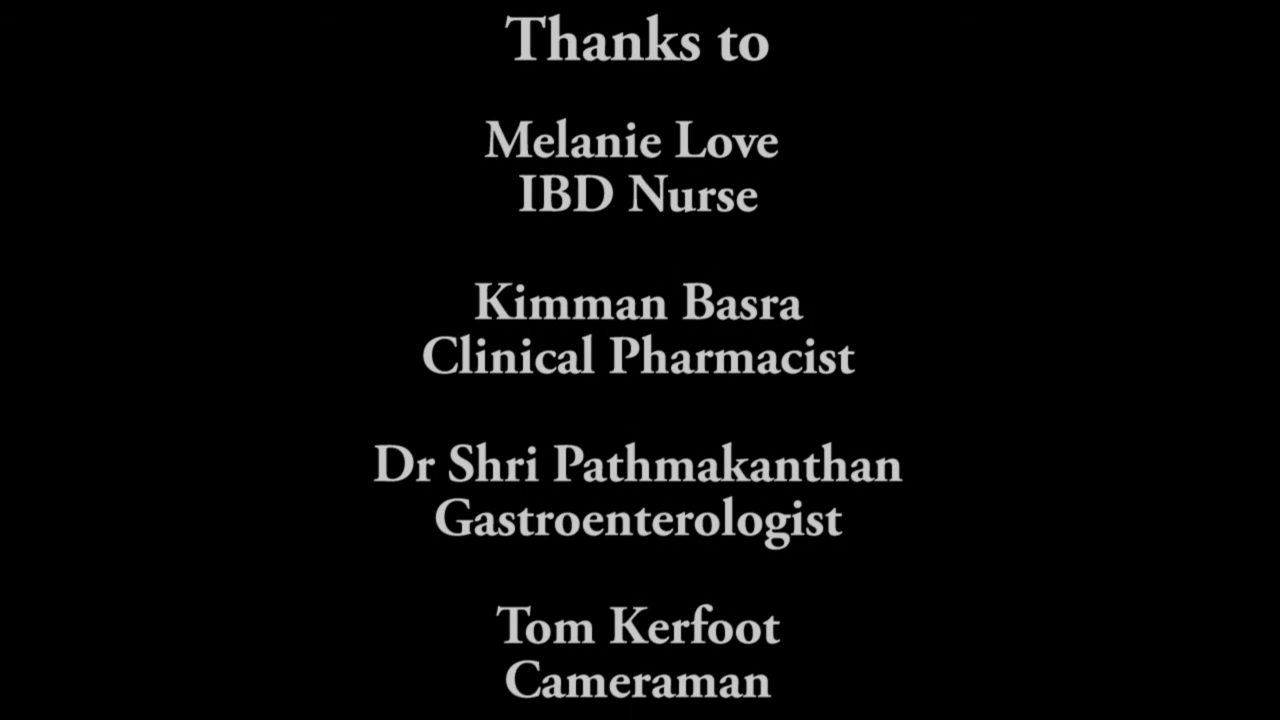 Thanks to
Melanie Love
IBD Nurse
Kimman Basra
Clinical Pharmacist
Dr Shri Pathmakanthan
Gastroenterologist
Tom Kerfoot
Cameraman